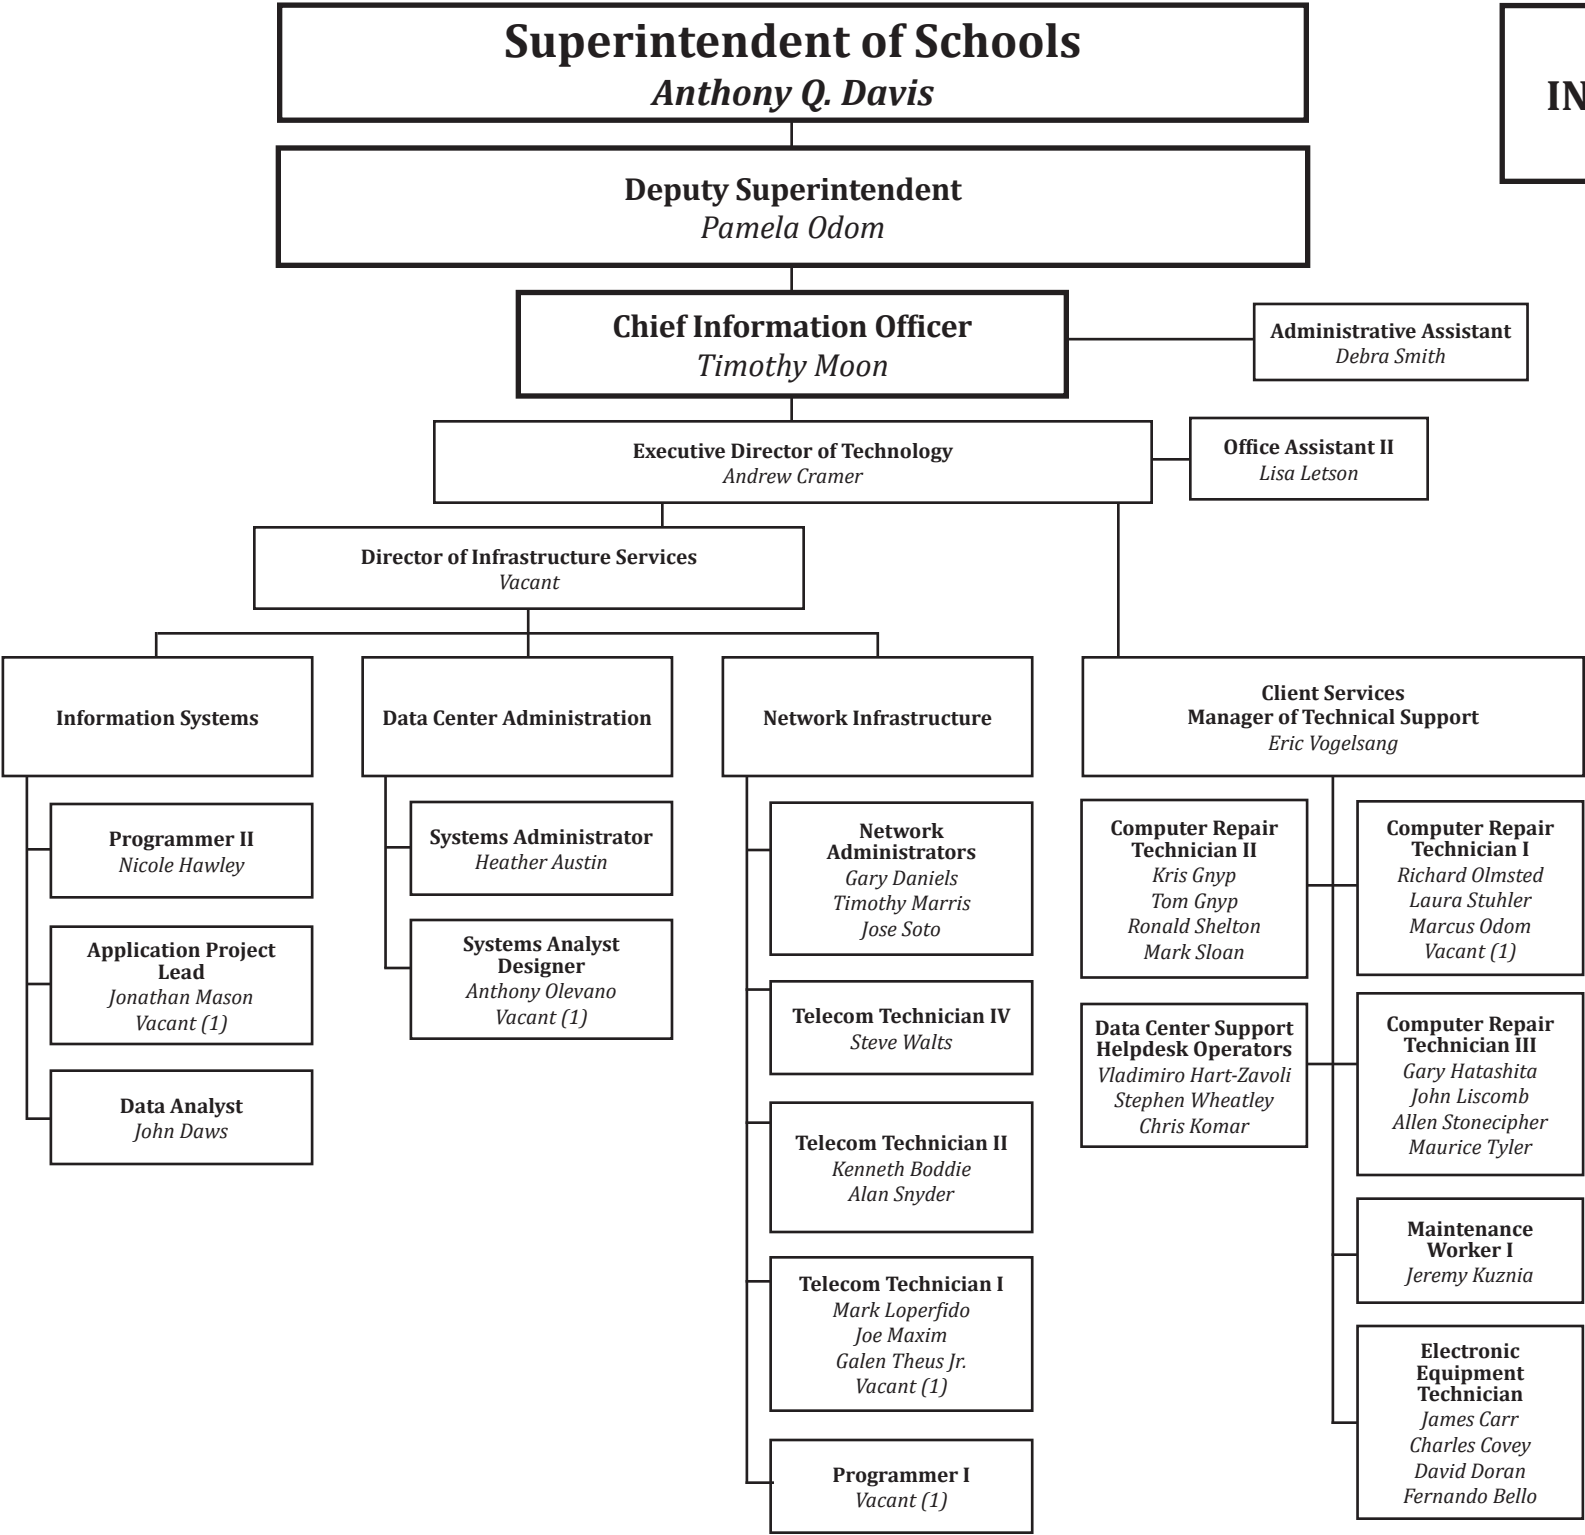 Superintendent of Schools
Anthony Q. Davis
IN
Deputy Superintendent
Pamela Odom
Chief Information Officer
Timothy Moon
Administrative Assistant
Debra Smith
Executive Director of Technology
Andrew Cramer
Office Assistant II
Lisa Letson
Director of Infrastructure Services
Vacant
Information Systems
Programmer II
Nicole Hawley
Application Project
Lead
Jonathan Mason
Vacant (1)
Data Analyst
John Daws
Data Center Administration
Systems Administrator
Heather Austin
Systems Analyst
Designer
Anthony Olevano
Vacant (1)
Network Infrastructure
Network
Administrators
Gary Daniels
Timothy Marris
Jose Soto
Telecom Technician IV
Steve Walts
Telecom Technician II
Kenneth Boddie
Alan Snyder
Telecom Technician I
Mark Loperfido
Joe Maxim
Galen Theus Jr.
Vacant (1)
Programmer I
Vacant (1)
Client Services
Manager of Technical Support
Eric Vogelsang
Computer Repair
Technician II
Kris Gnyp
Tom Gnyp
Ronald Shelton
Mark Sloan
Data Center Support
Helpdesk Operators
Vladimiro Hart-Zavoli
Stephen Wheatley
Chris Komar
Computer Repair
Technician I
Richard Olmsted
Laura Stuhler
Marcus Odom
Vacant (1)
Computer Repair
Technician III
Gary Hatashita
John Liscomb
Allen Stonecipher
Maurice Tyler
Maintenance
Worker I
Jeremy Kuznia
Electronic
Equipment
Technician
James Carr
Charles Covey
David Doran
Fernando Bello